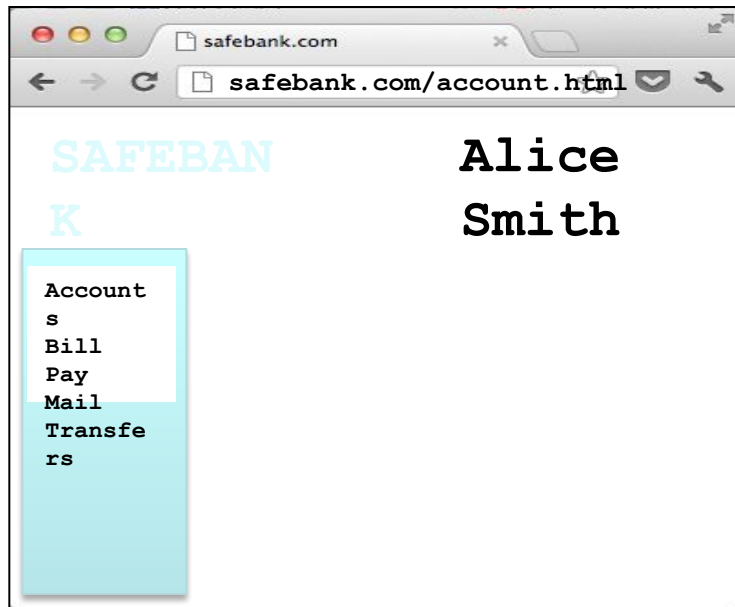 safebank.com
safebank.com/account.html
SAFEBAN
K
Alice
Smith
Account
s
Bill
Pay
Mail
Transfe
rs